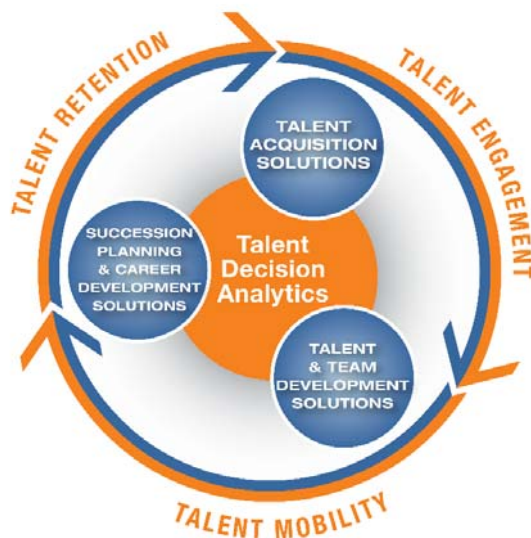 TALENT RETENTION
TALENT ENGAGEMENT
TALENT
ACQUISITION
SOLUTIONS
SUCCESSION
PLANNING
& CAREER
DEVELOPMENT
SOLUTIONS
Talent
Decision
Analytics
TALENT
& TEAM
DEVELOPMENT
SOLUTIONS
TALENT MOBILITY